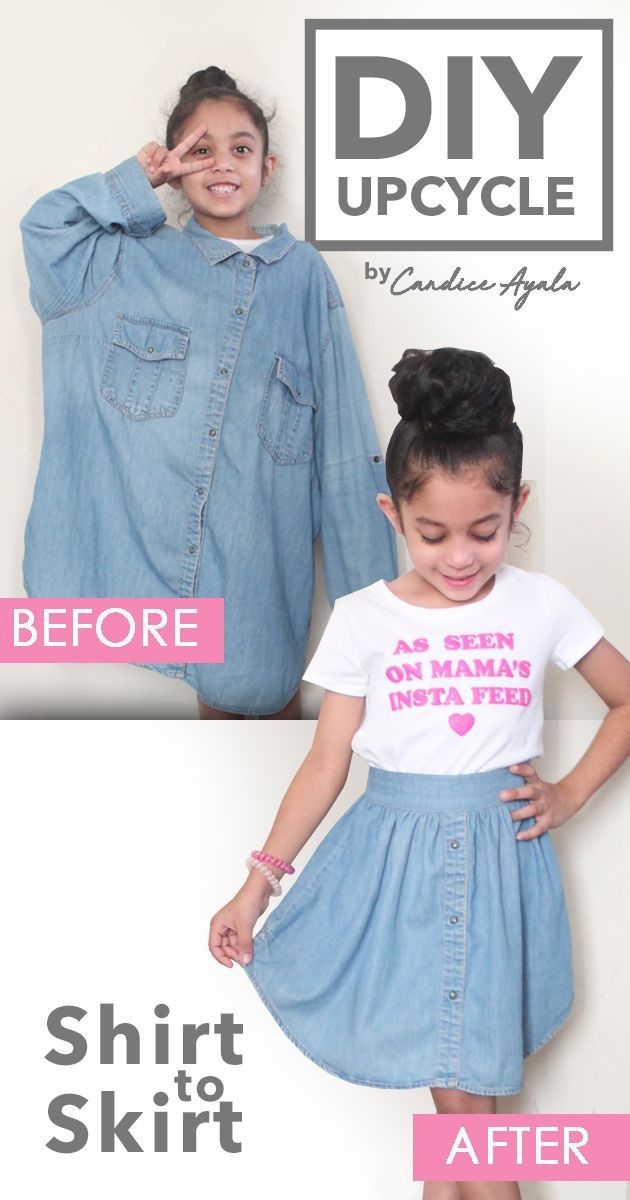 DIY
UPCYCLE
by Candice Ayala
BEFORE
AS SEEN
ON MAMA'S
INSTA FEED
Shirt
to
Skirt
AFTER